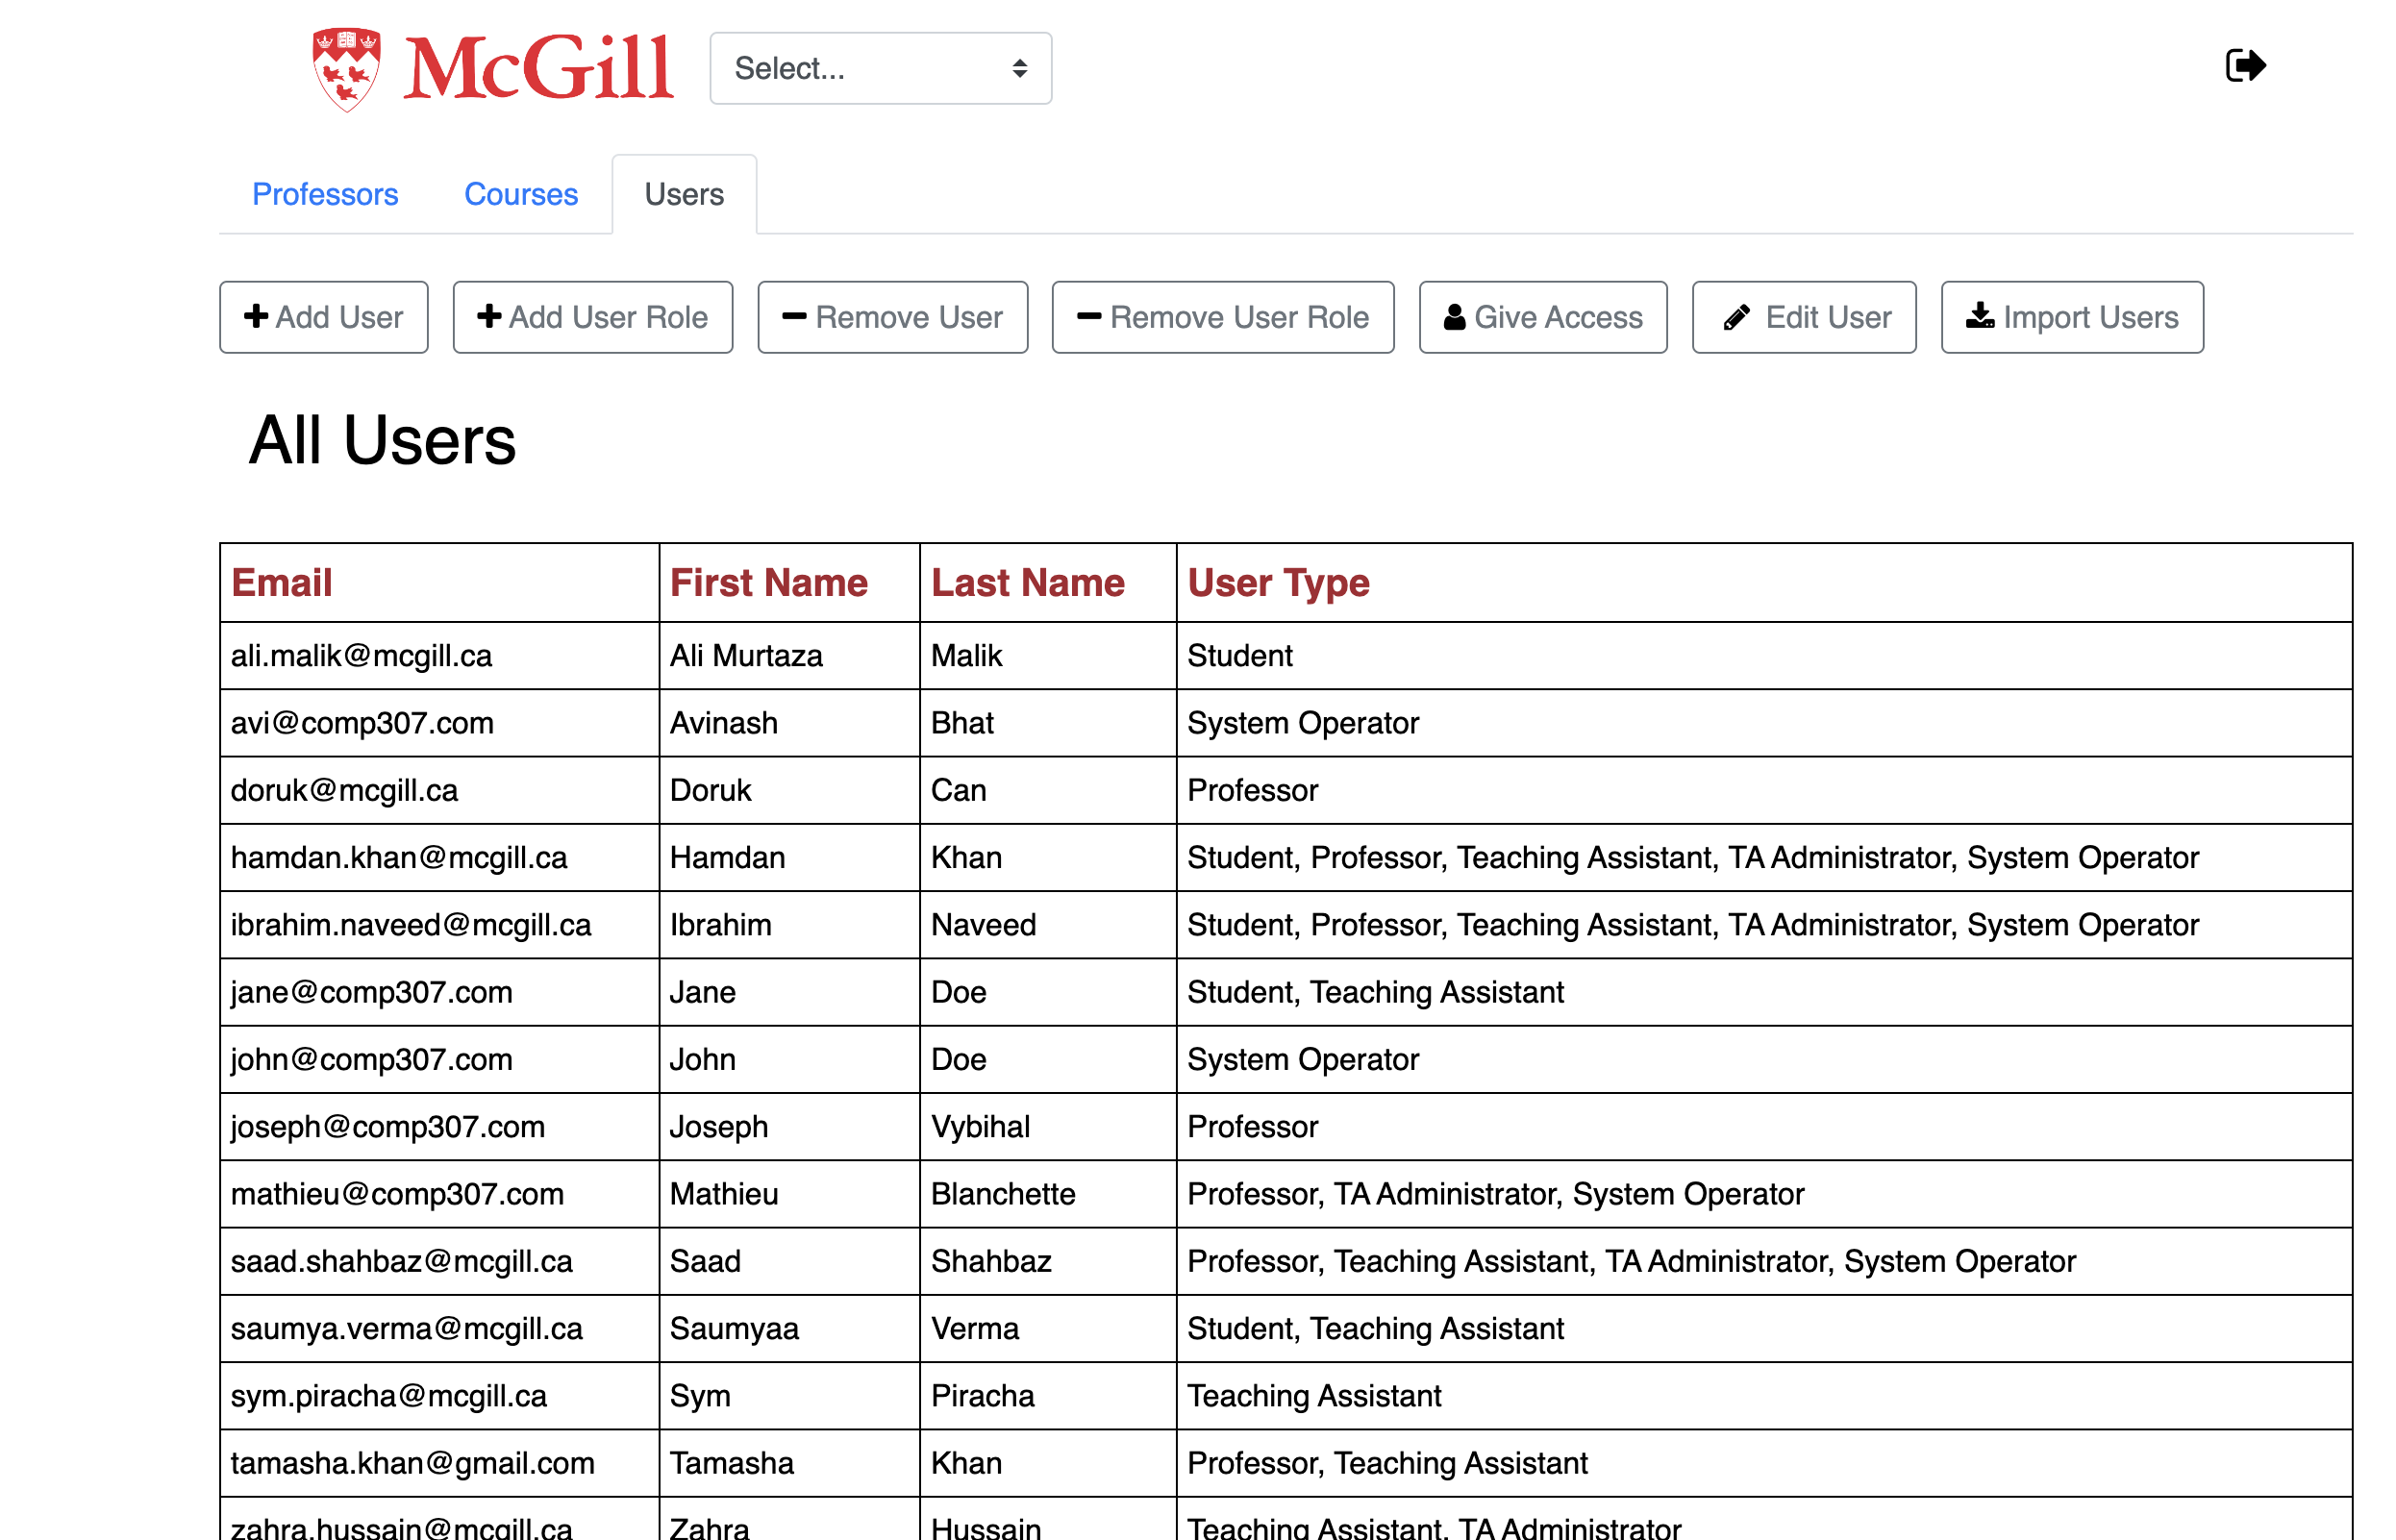 McGill Select...
Professors Courses Users
Add User Add User Role Remove User Remove User Role Give Access Edit User Import Users
All Users
Email First Name Last Name User Type
ali.malik@mcgill.ca Ali Murtaza Malik Student
avi@comp307.com Avinash Bhat System Operator
doruk@mcgill.ca Doruk Can Professor
hamdan.khan@mcgill.ca Hamdan Khan Student, Professor, Teaching Assistant, TA Administrator, System Operator
ibrahim.naveed@mcgill.ca Ibrahim Naveed Student, Professor, Teaching Assistant, TA Administrator, System Operator
jane@comp307.com Jane Doe Student, Teaching Assistant
john@comp307.com John Doe System Operator
joseph@comp307.com Joseph Vybihal Professor
mathieu@comp307.com Mathieu Blanchette Professor, TA Administrator, System Operator
saad.shahbaz@mcgill.ca Saad Shahbaz Professor, Teaching Assistant, TA Administrator, System Operator
saumya.verma@mcgill.ca Saumyaa Verma Student, Teaching Assistant
sym.piracha@mcgill.ca Sym Piracha Teaching Assistant
tamasha.khan@gmail.com Tamasha Khan Professor, Teaching Assistant
zahra.hussain@mcgill.ca Zahra Hussain Teaching Assistant, TA Administrator